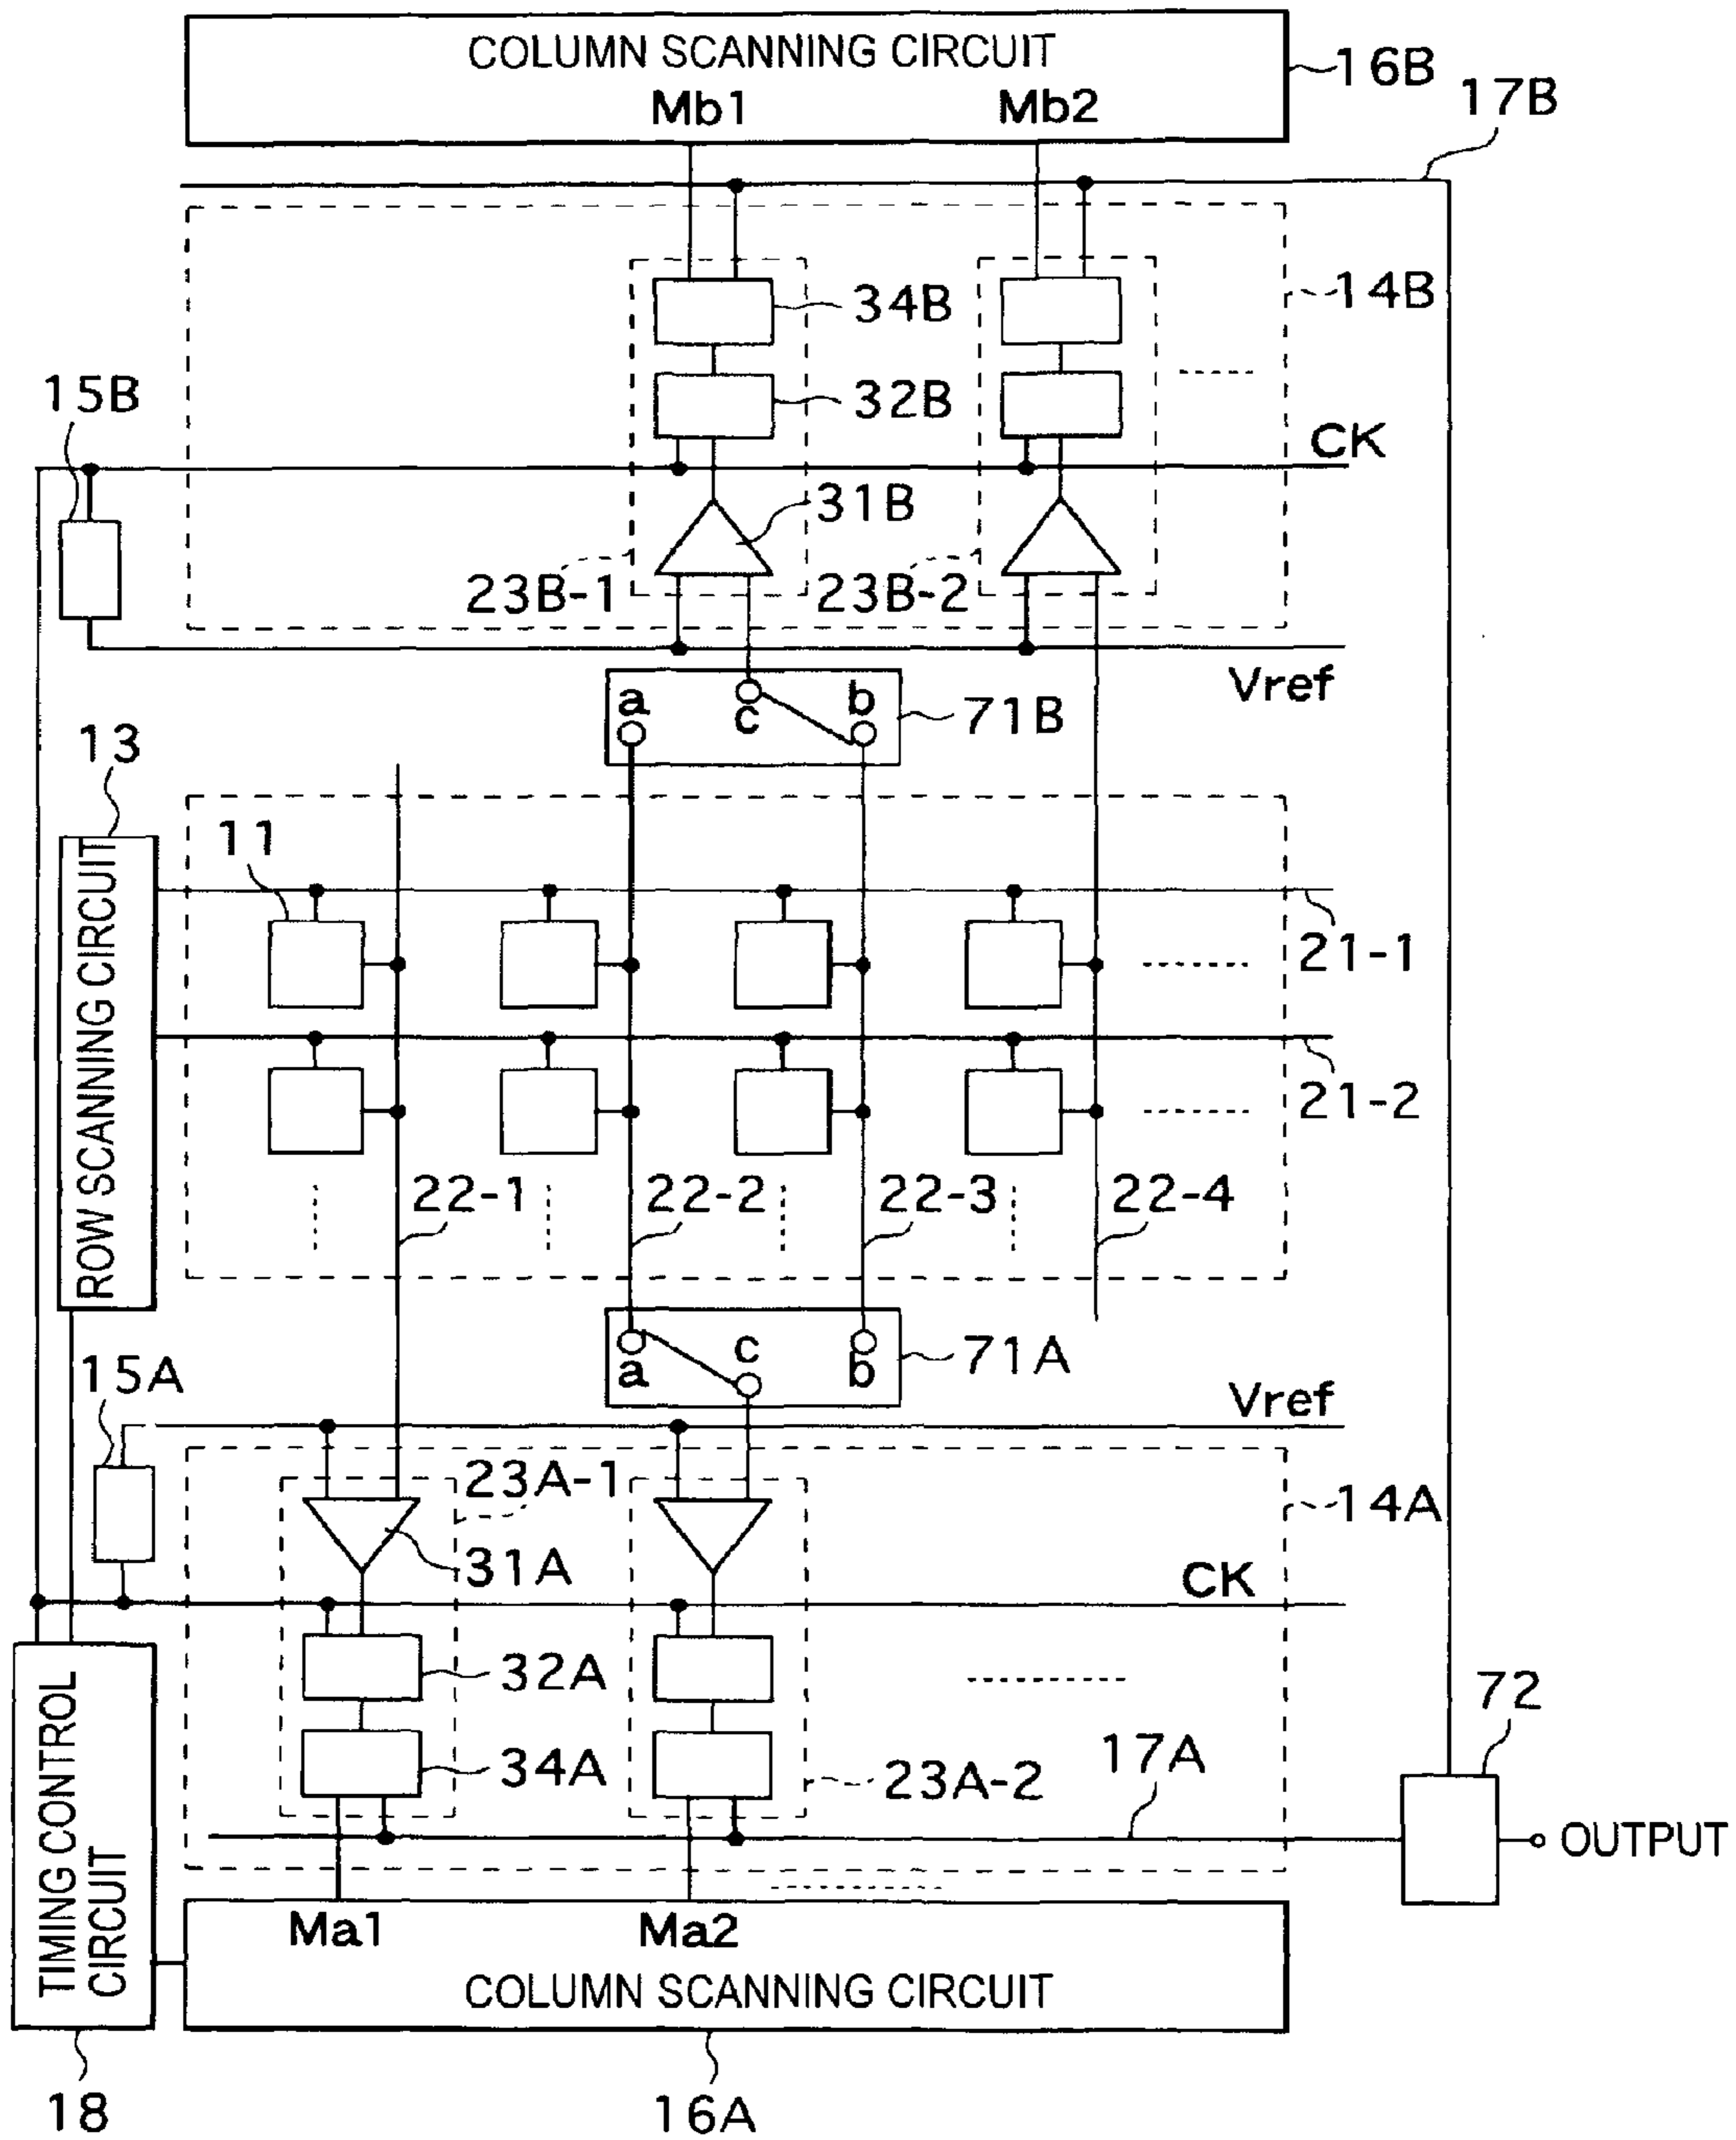 COLUMN SCANNING CIRCUIT
16B
Mb1
Mb2
17B
34B
14B
15B
32B
CK
31B
23B-1
23B-2
Vref
a
c
b
71B
13
11
ROW SCANNING CIRCUIT
21-1
21-2
22-1
22-2
22-3
22-4
a
c
b
71A
15A
Vref
23A-1
14A
31A
CK
32A
72
34A
23A-2
17A
TIMING CONTROL
CIRCUIT
OUTPUT
Ma1
Ma2
COLUMN SCANNING CIRCUIT
18
16A